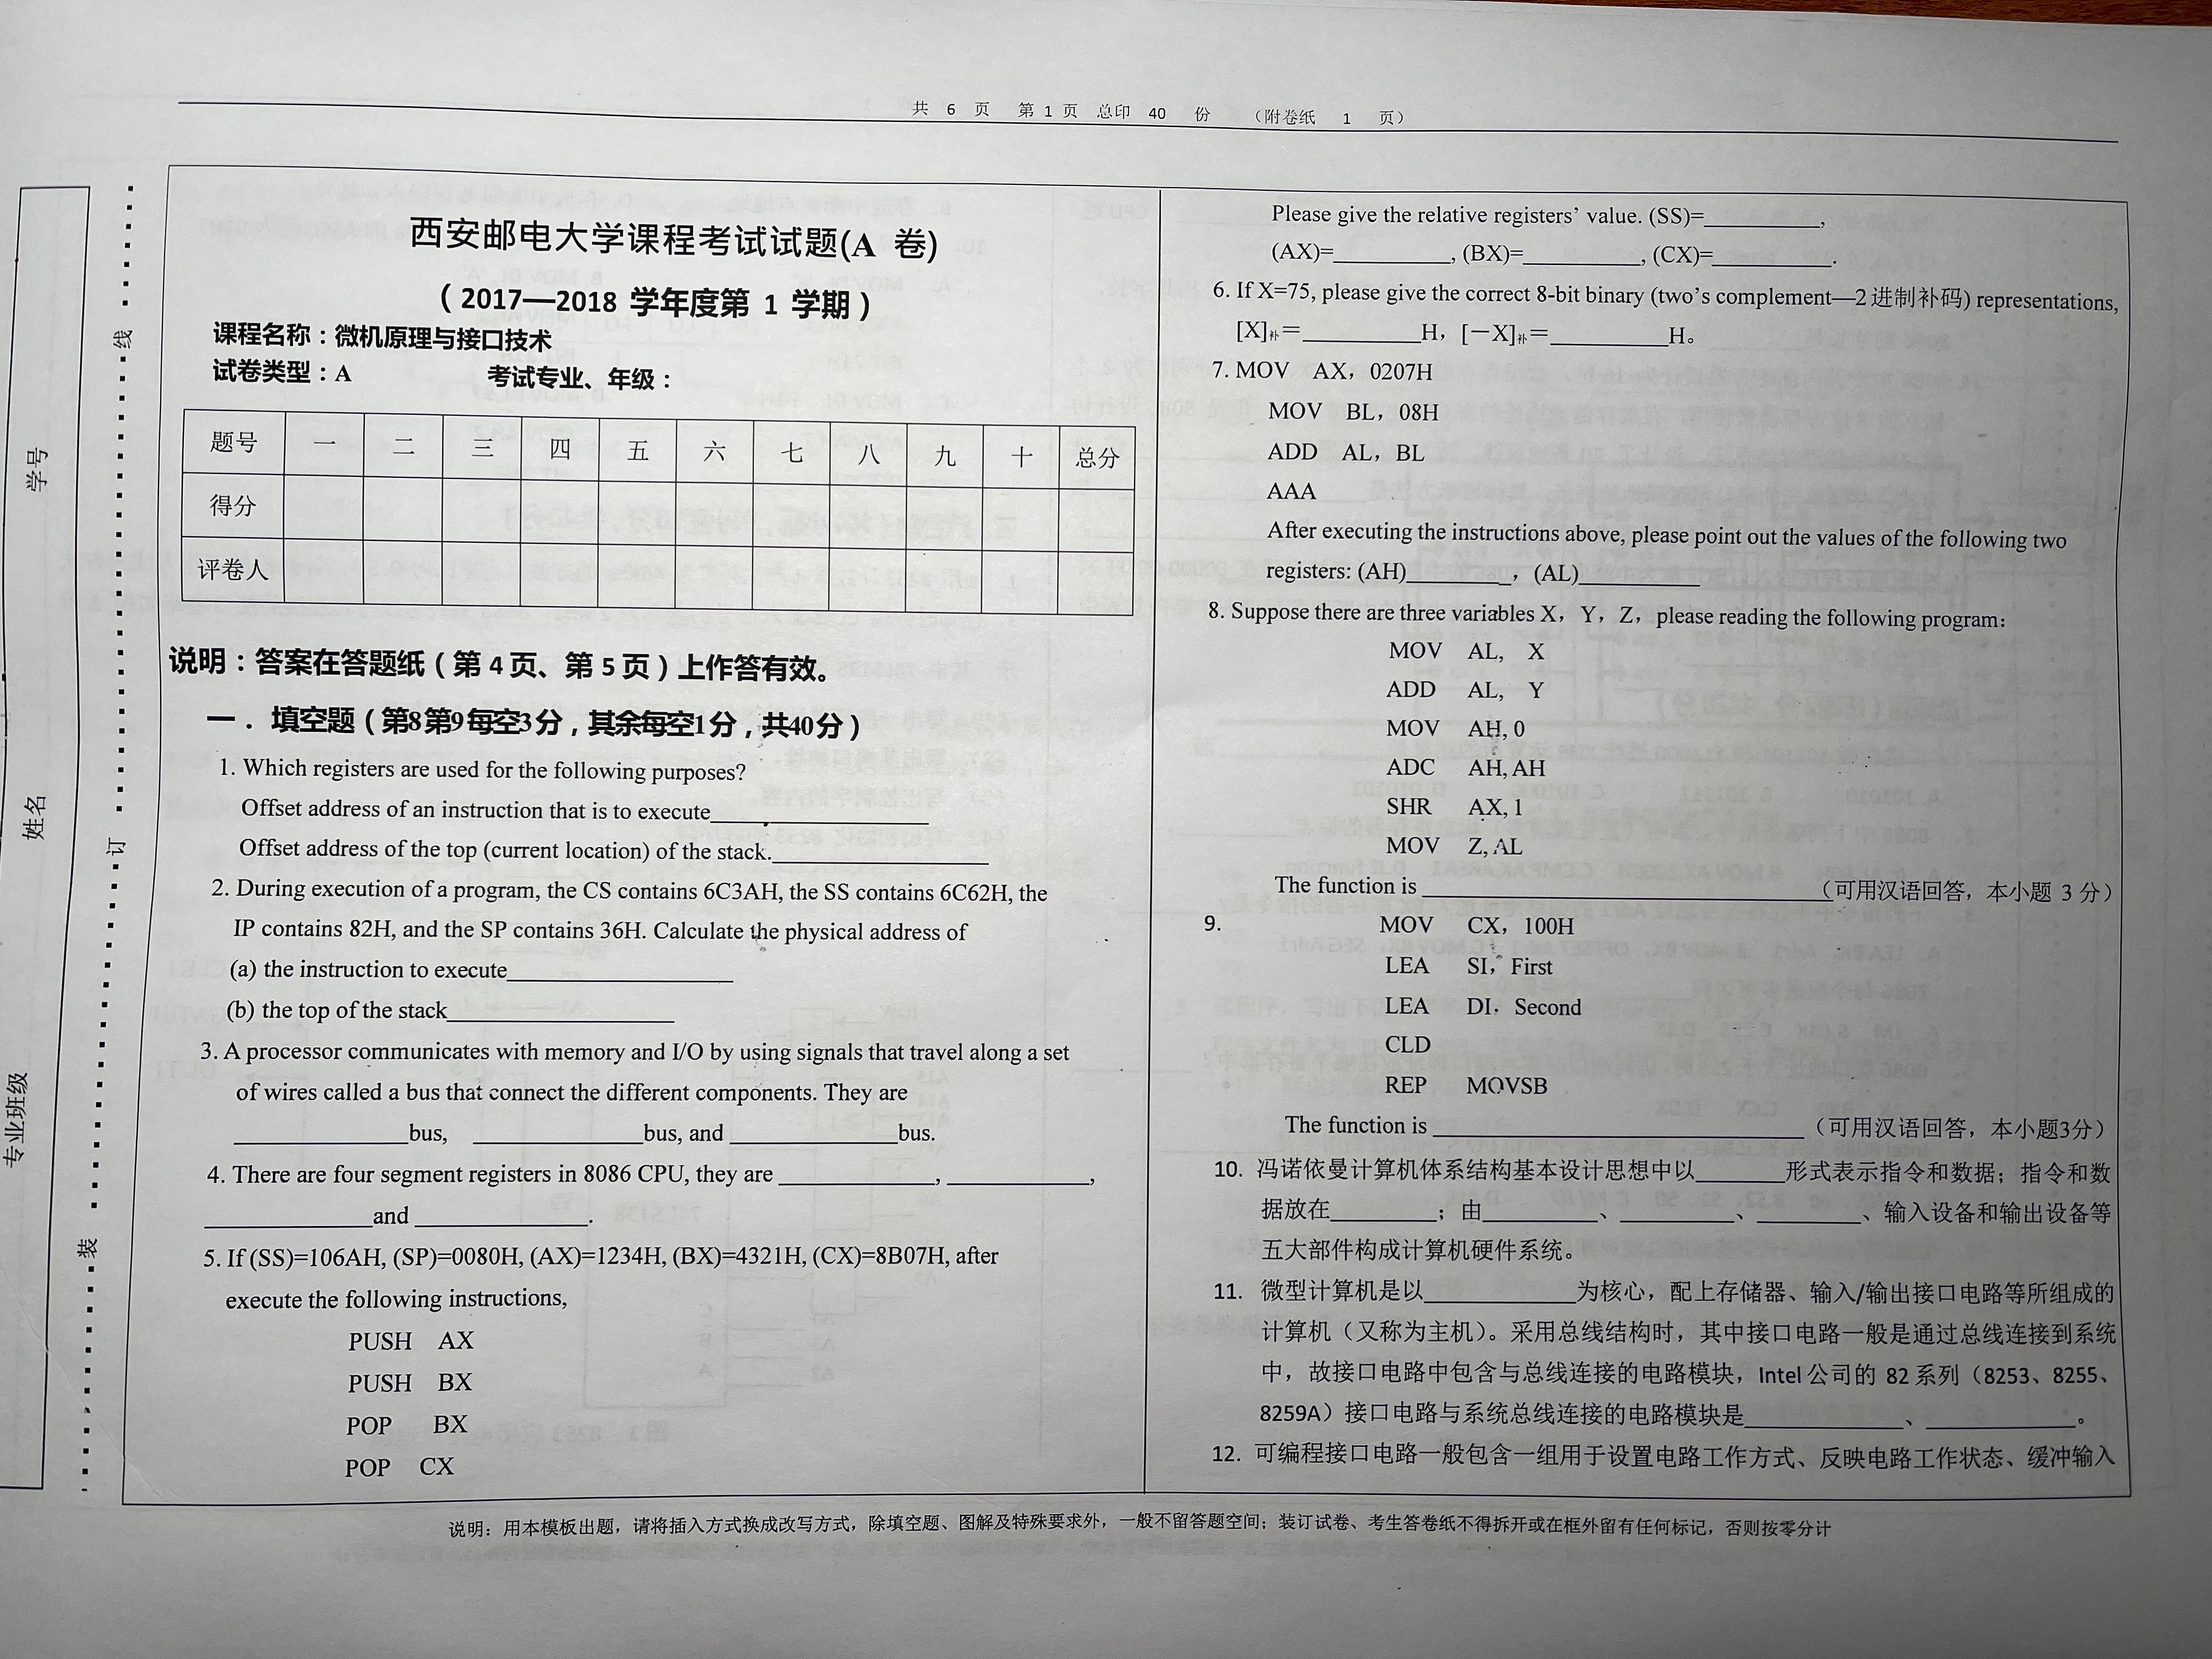 共 6 页 第 1 页 总印 40 份 （附卷纸 1 页）
学号
姓名
专业班级
线
订
装
西安邮电大学课程考试试题(A 卷)
（2017—2018 学年度第 1 学期）
课程名称：微机原理与接口技术
试卷类型：A 考试专业、年级：
题号 一 二 三 四 五 六 七 八 九 十 总分
得分
评卷人
说明：答案在答题纸（第 4 页、第 5 页）上作答有效。
一． 填空题（第8第9每空3分，其余每空1分，共40分）
1. Which registers are used for the following purposes?
Offset address of an instruction that is to execute__________
Offset address of the top (current location) of the stack.__________
2. During execution of a program, the CS contains 6C3AH, the SS contains 6C62H, the
IP contains 82H, and the SP contains 36H. Calculate the physical address of
(a) the instruction to execute__________
(b) the top of the stack__________
3. A processor communicates with memory and I/O by using signals that travel along a set
of wires called a bus that connect the different components. They are
__________bus, __________bus, and __________bus.
4. There are four segment registers in 8086 CPU, they are __________, __________,
__________and __________.
5. If (SS)=106AH, (SP)=0080H, (AX)=1234H, (BX)=4321H, (CX)=8B07H, after
execute the following instructions,
PUSH AX
PUSH BX
POP BX
POP CX
Please give the relative registers' value. (SS)=__________,
(AX)=__________, (BX)=__________, (CX)=__________.
6. If X=75, please give the correct 8-bit binary (two's complement—2 进制补码) representations,
[X]补＝__________H，[－X]补＝__________H。
7. MOV AX，0207H
MOV BL，08H
ADD AL，BL
AAA
After executing the instructions above, please point out the values of the following two
registers: (AH)__________，(AL)__________
8. Suppose there are three variables X，Y，Z，please reading the following program：
MOV AL, X
ADD AL, Y
MOV AH, 0
ADC AH, AH
SHR AX, 1
MOV Z, AL
The function is __________（可用汉语回答，本小题 3 分）
9. MOV CX，100H
LEA SI，First
LEA DI，Second
CLD
REP MOVSB
The function is __________（可用汉语回答，本小题3分）
10. 冯诺依曼计算机体系结构基本设计思想中以________形式表示指令和数据；指令和数
据放在________；由________、________、________、输入设备和输出设备等
五大部件构成计算机硬件系统。
11. 微型计算机是以__________为核心，配上存储器、输入/输出接口电路等所组成的
计算机（又称为主机）。采用总线结构时，其中接口电路一般是通过总线连接到系统
中，故接口电路中包含与总线连接的电路模块，Intel 公司的 82 系列（8253、8255、
8259A）接口电路与系统总线连接的电路模块是__________、__________。
12. 可编程接口电路一般包含一组用于设置电路工作方式、反映电路工作状态、缓冲输入
说明：用本模板出题，请将插入方式换成改写方式，除填空题、图解及特殊要求外，一般不留答题空间；装订试卷、考生答卷纸不得拆开或在框外留有任何标记，否则按零分计